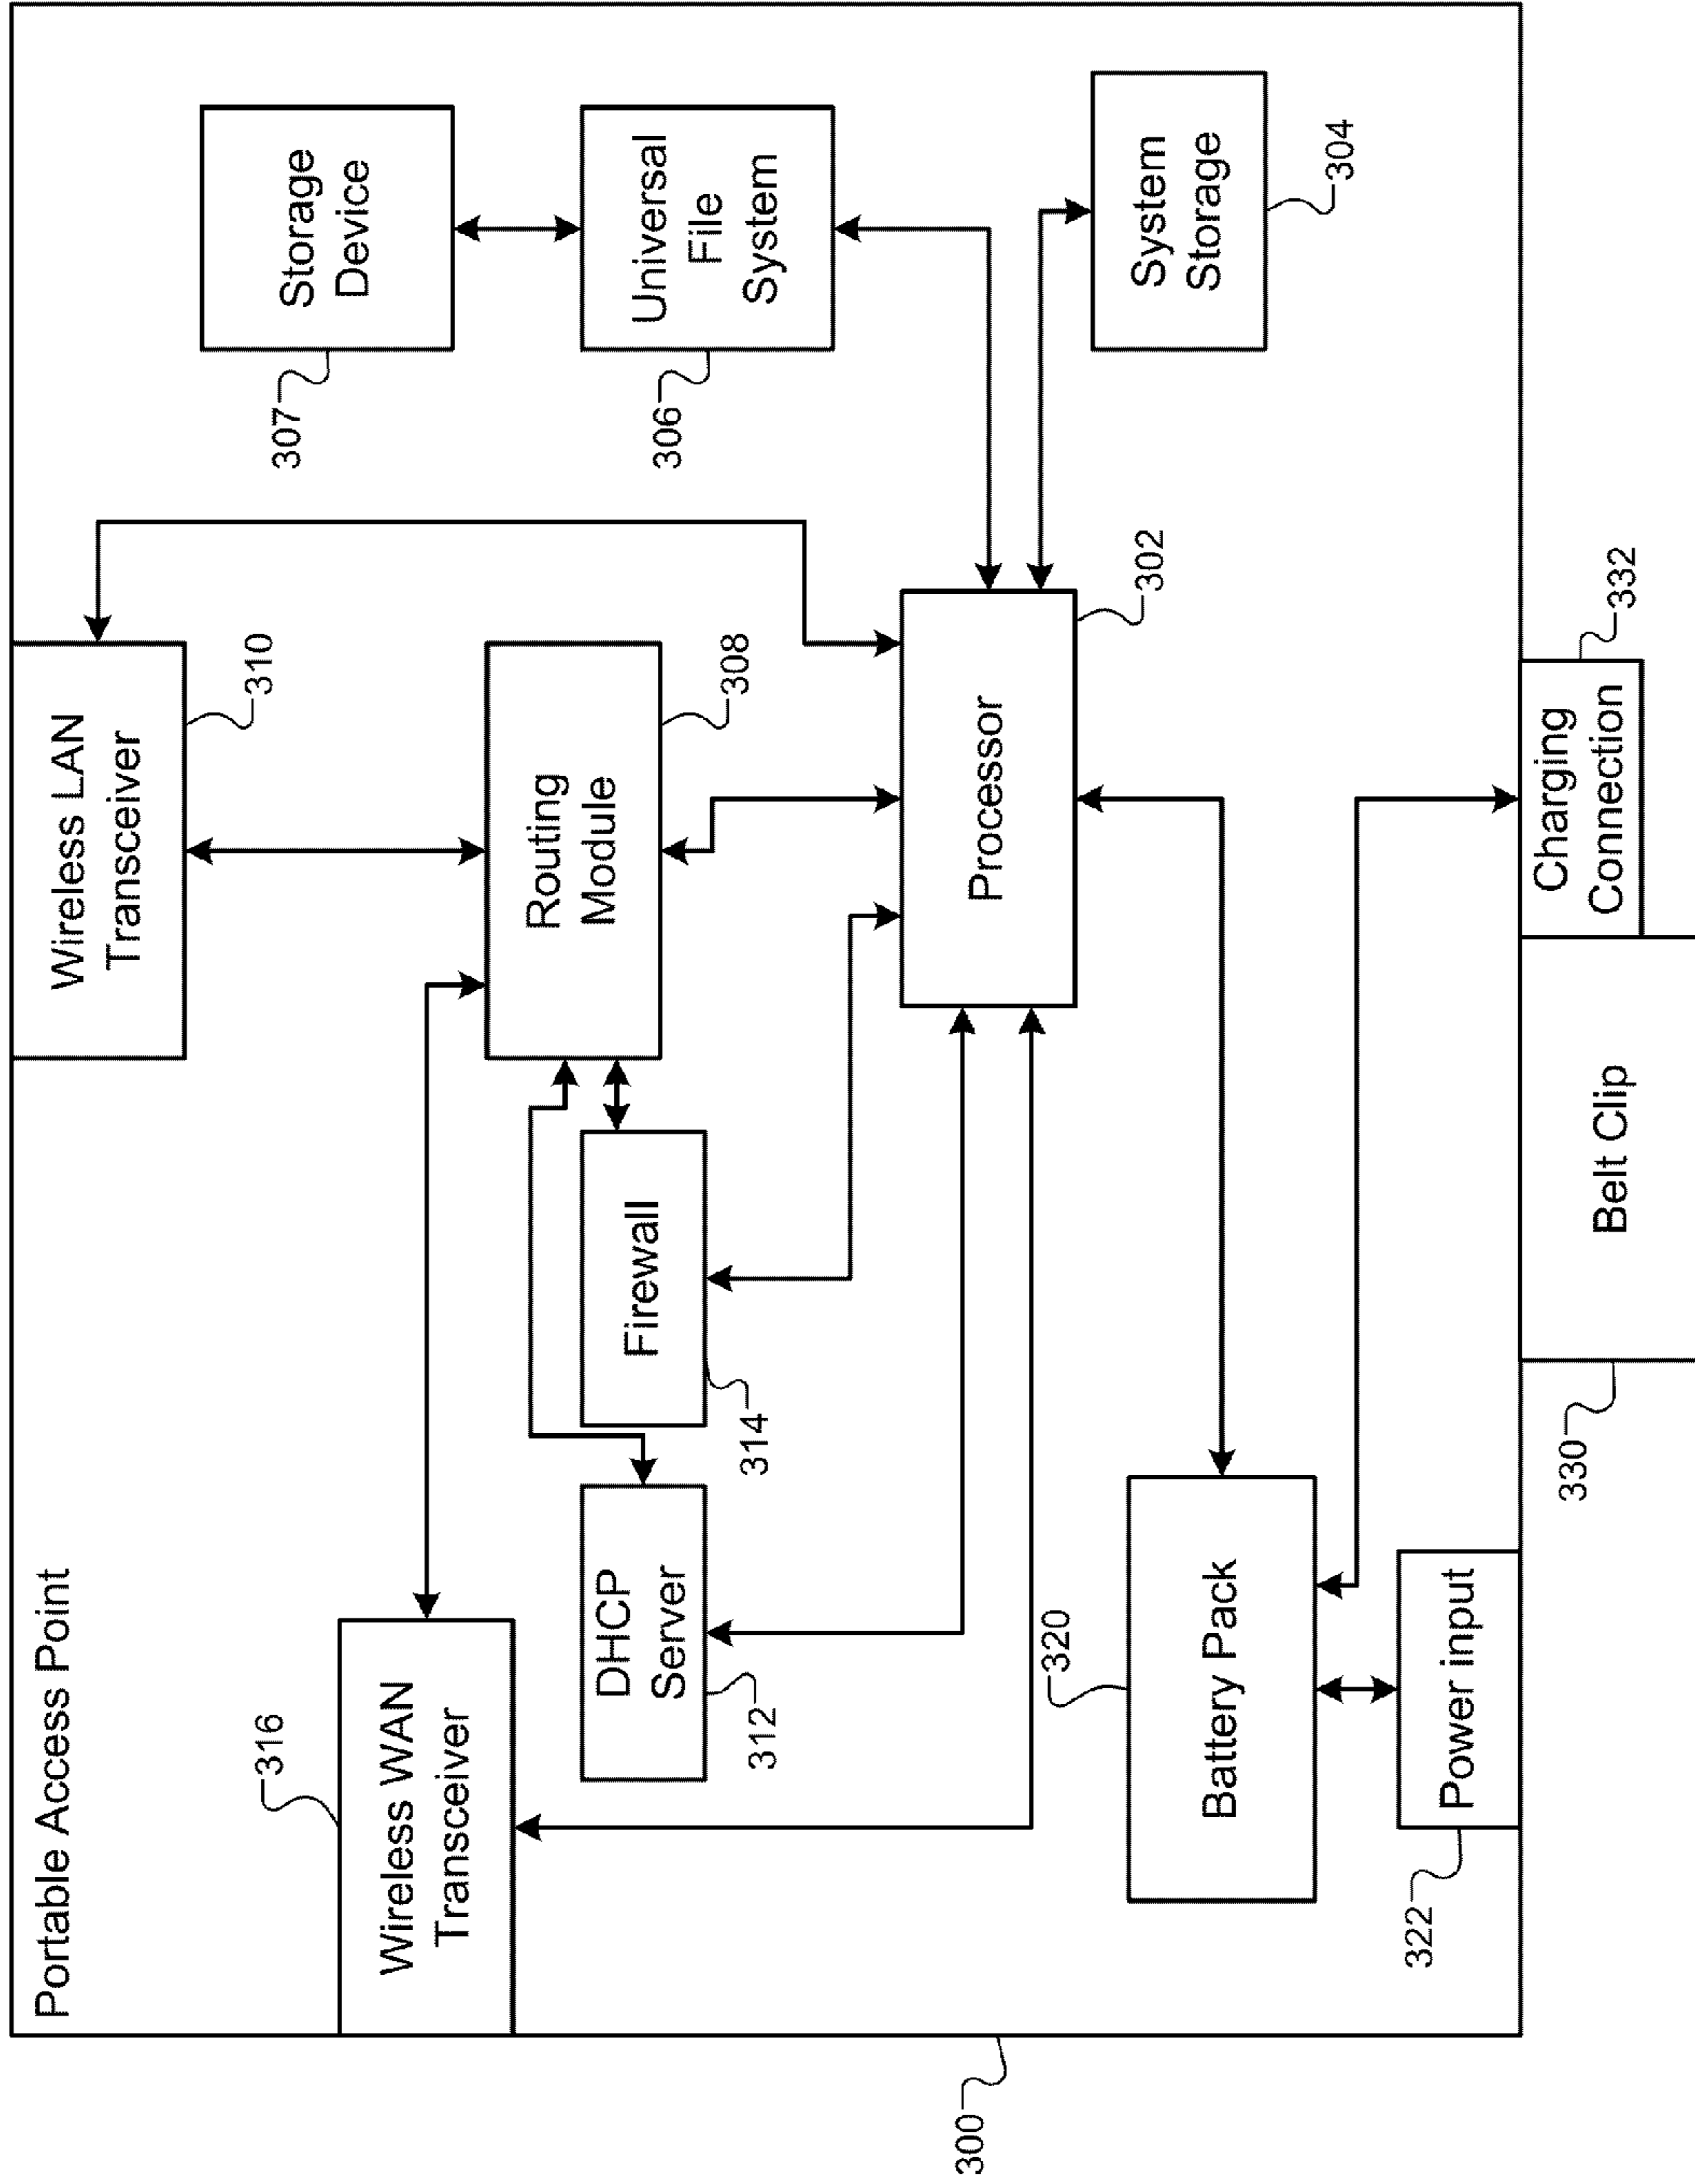 Portable Access Point
Wireless LAN
Transceiver
310
316
Wireless WAN
Transceiver
Storage
Device
307
Routing
Module
308
Universal
File
System
306
DHCP
Server
312
Firewall
314
Processor
302
System
Storage
304
320
Battery Pack
Power input
322
300
330
Belt Clip
Charging
Connection
332